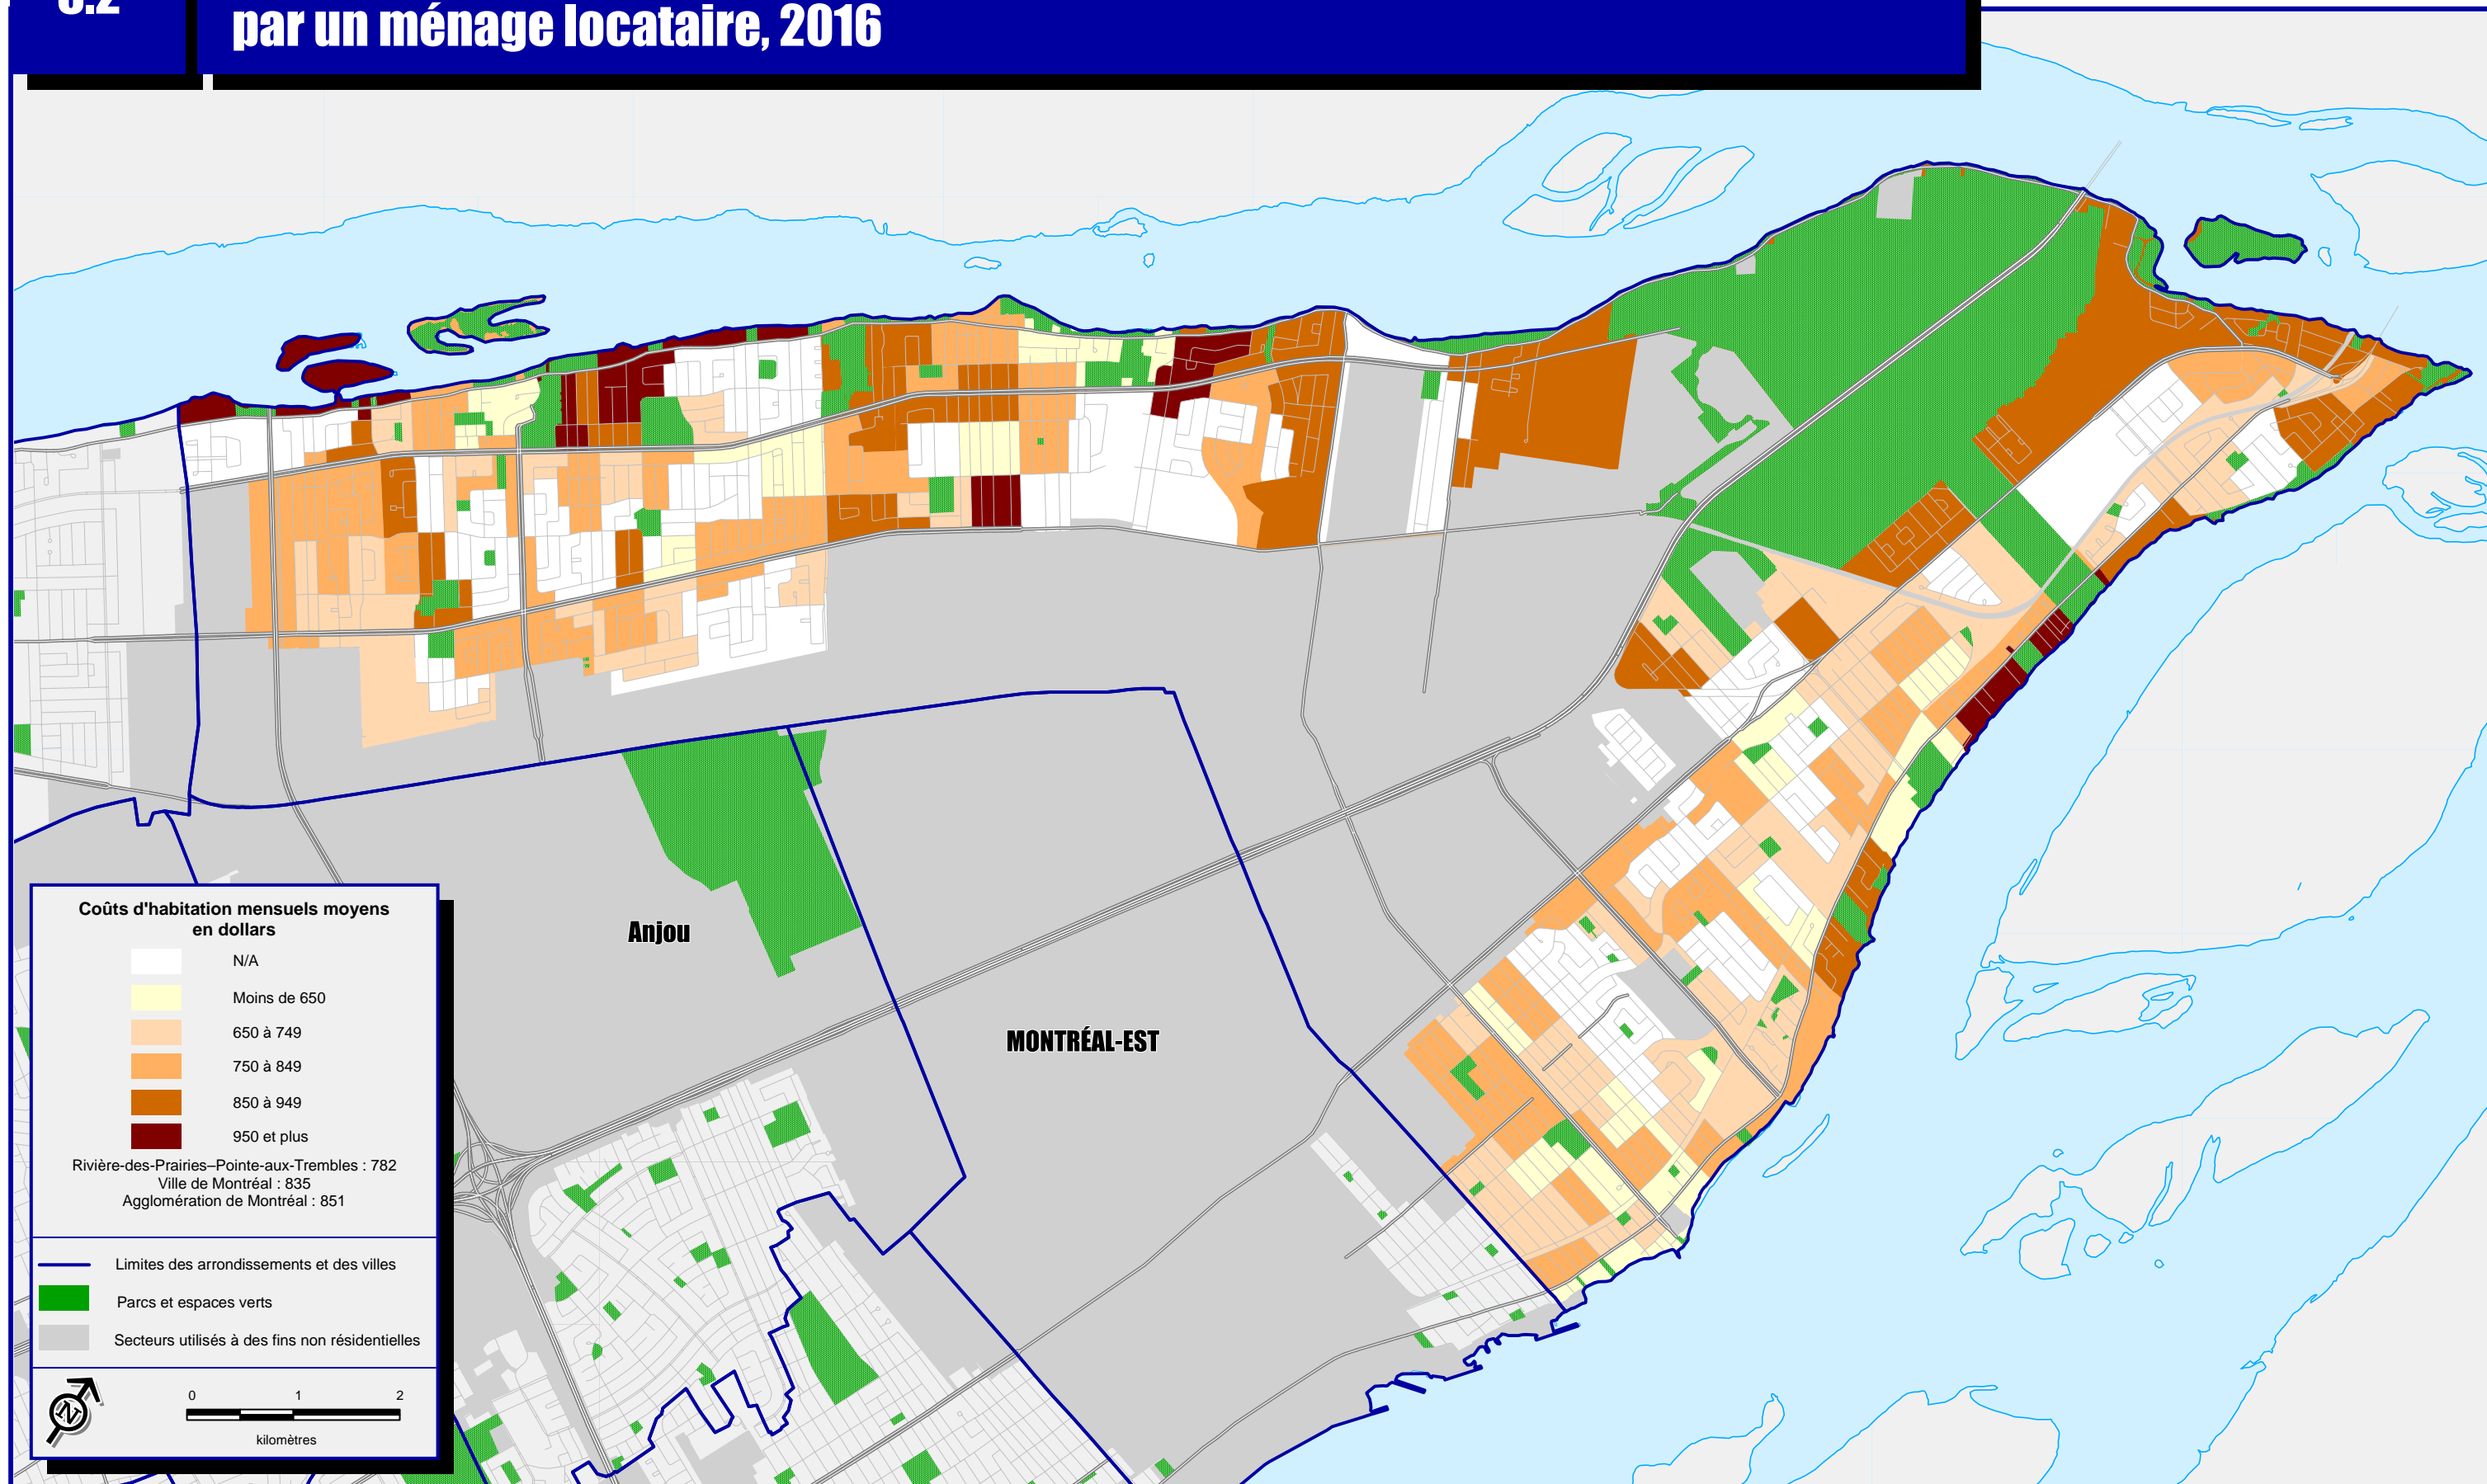 par un ménage locataire, 2016
Anjou
MONTRÉAL-EST
Coûts d'habitation mensuels moyens
en dollars
N/A
Moins de 650
650 à 749
750 à 849
850 à 949
950 et plus
Rivière-des-Prairies–Pointe-aux-Trembles : 782
Ville de Montréal : 835
Agglomération de Montréal : 851
Limites des arrondissements et des villes
Parcs et espaces verts
Secteurs utilisés à des fins non résidentielles
N
0 1 2
kilomètres